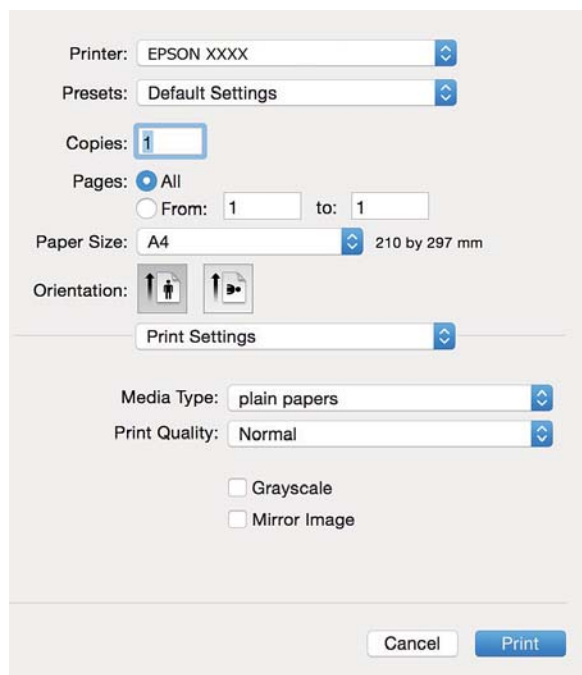 Printer: EPSON XXXX
Presets: Default Settings
Copies: 1
Pages: All
From: 1 to: 1
Paper Size: A4 210 by 297 mm
Orientation:
Print Settings
Media Type: plain papers
Print Quality: Normal
Grayscale
Mirror Image
Cancel Print